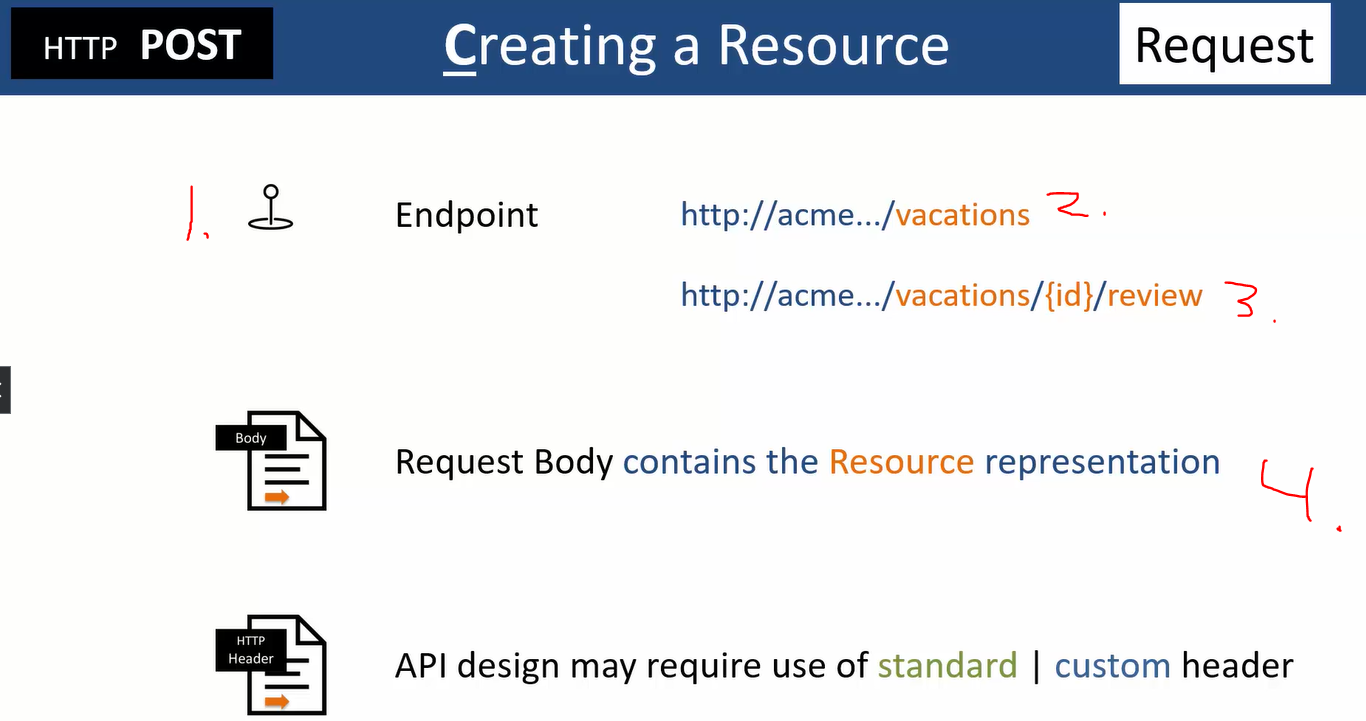 HTTP POST Creating a Resource Request
1. Endpoint http://acme.../vacations 2.
http://acme.../vacations/{id}/review 3.
Body
Request Body contains the Resource representation 4.
HTTP
Header
API design may require use of standard | custom header